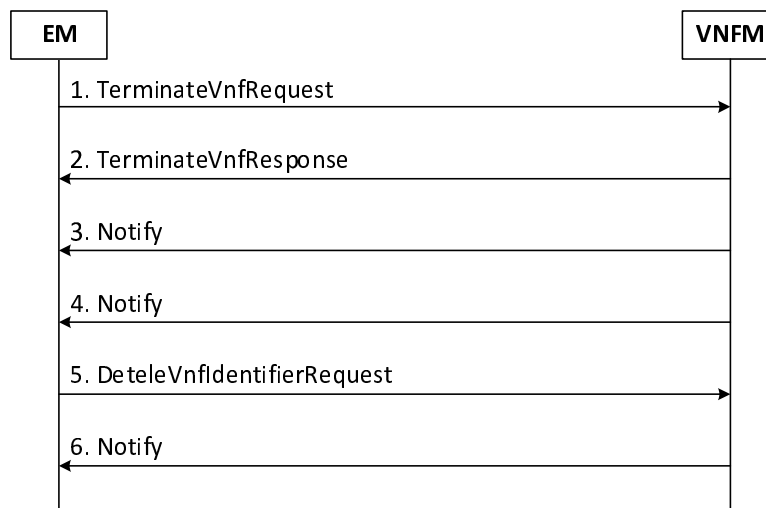 EM
VNFM
1. TerminateVnfRequest
2. TerminateVnfResponse
3. Notify
4. Notify
5. DeteleVnfIdentifierRequest
6. Notify